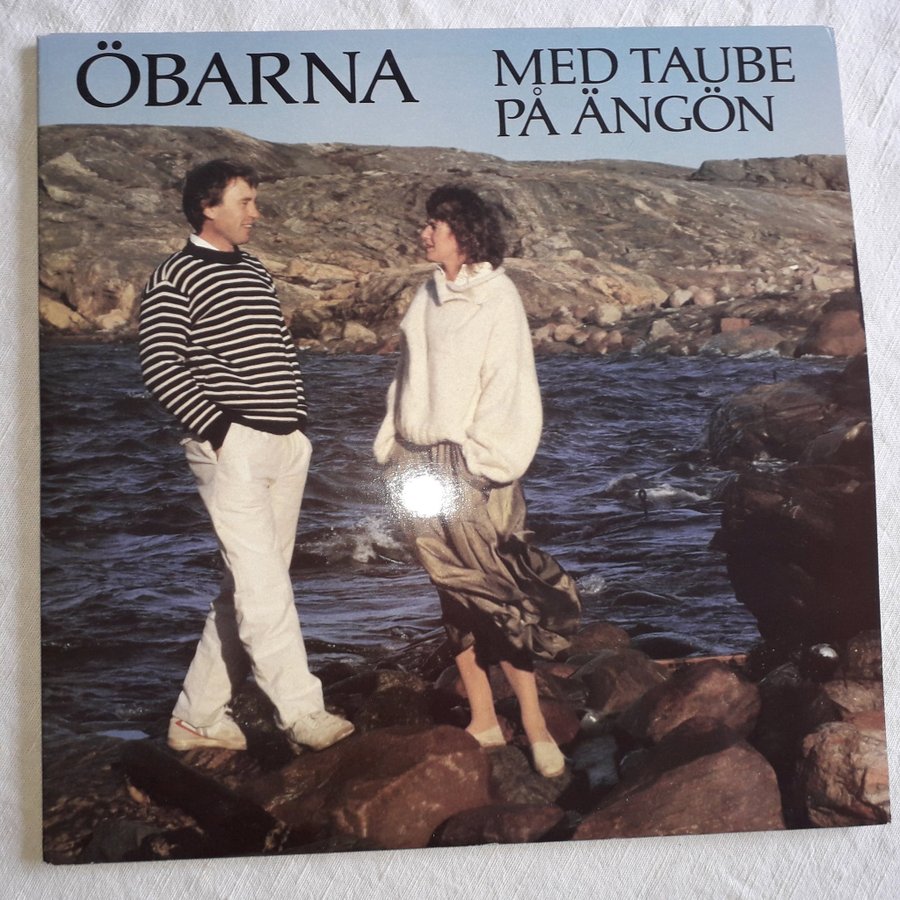 ÖBARNA
MED TAUBE
PÅ ÄNGÖN